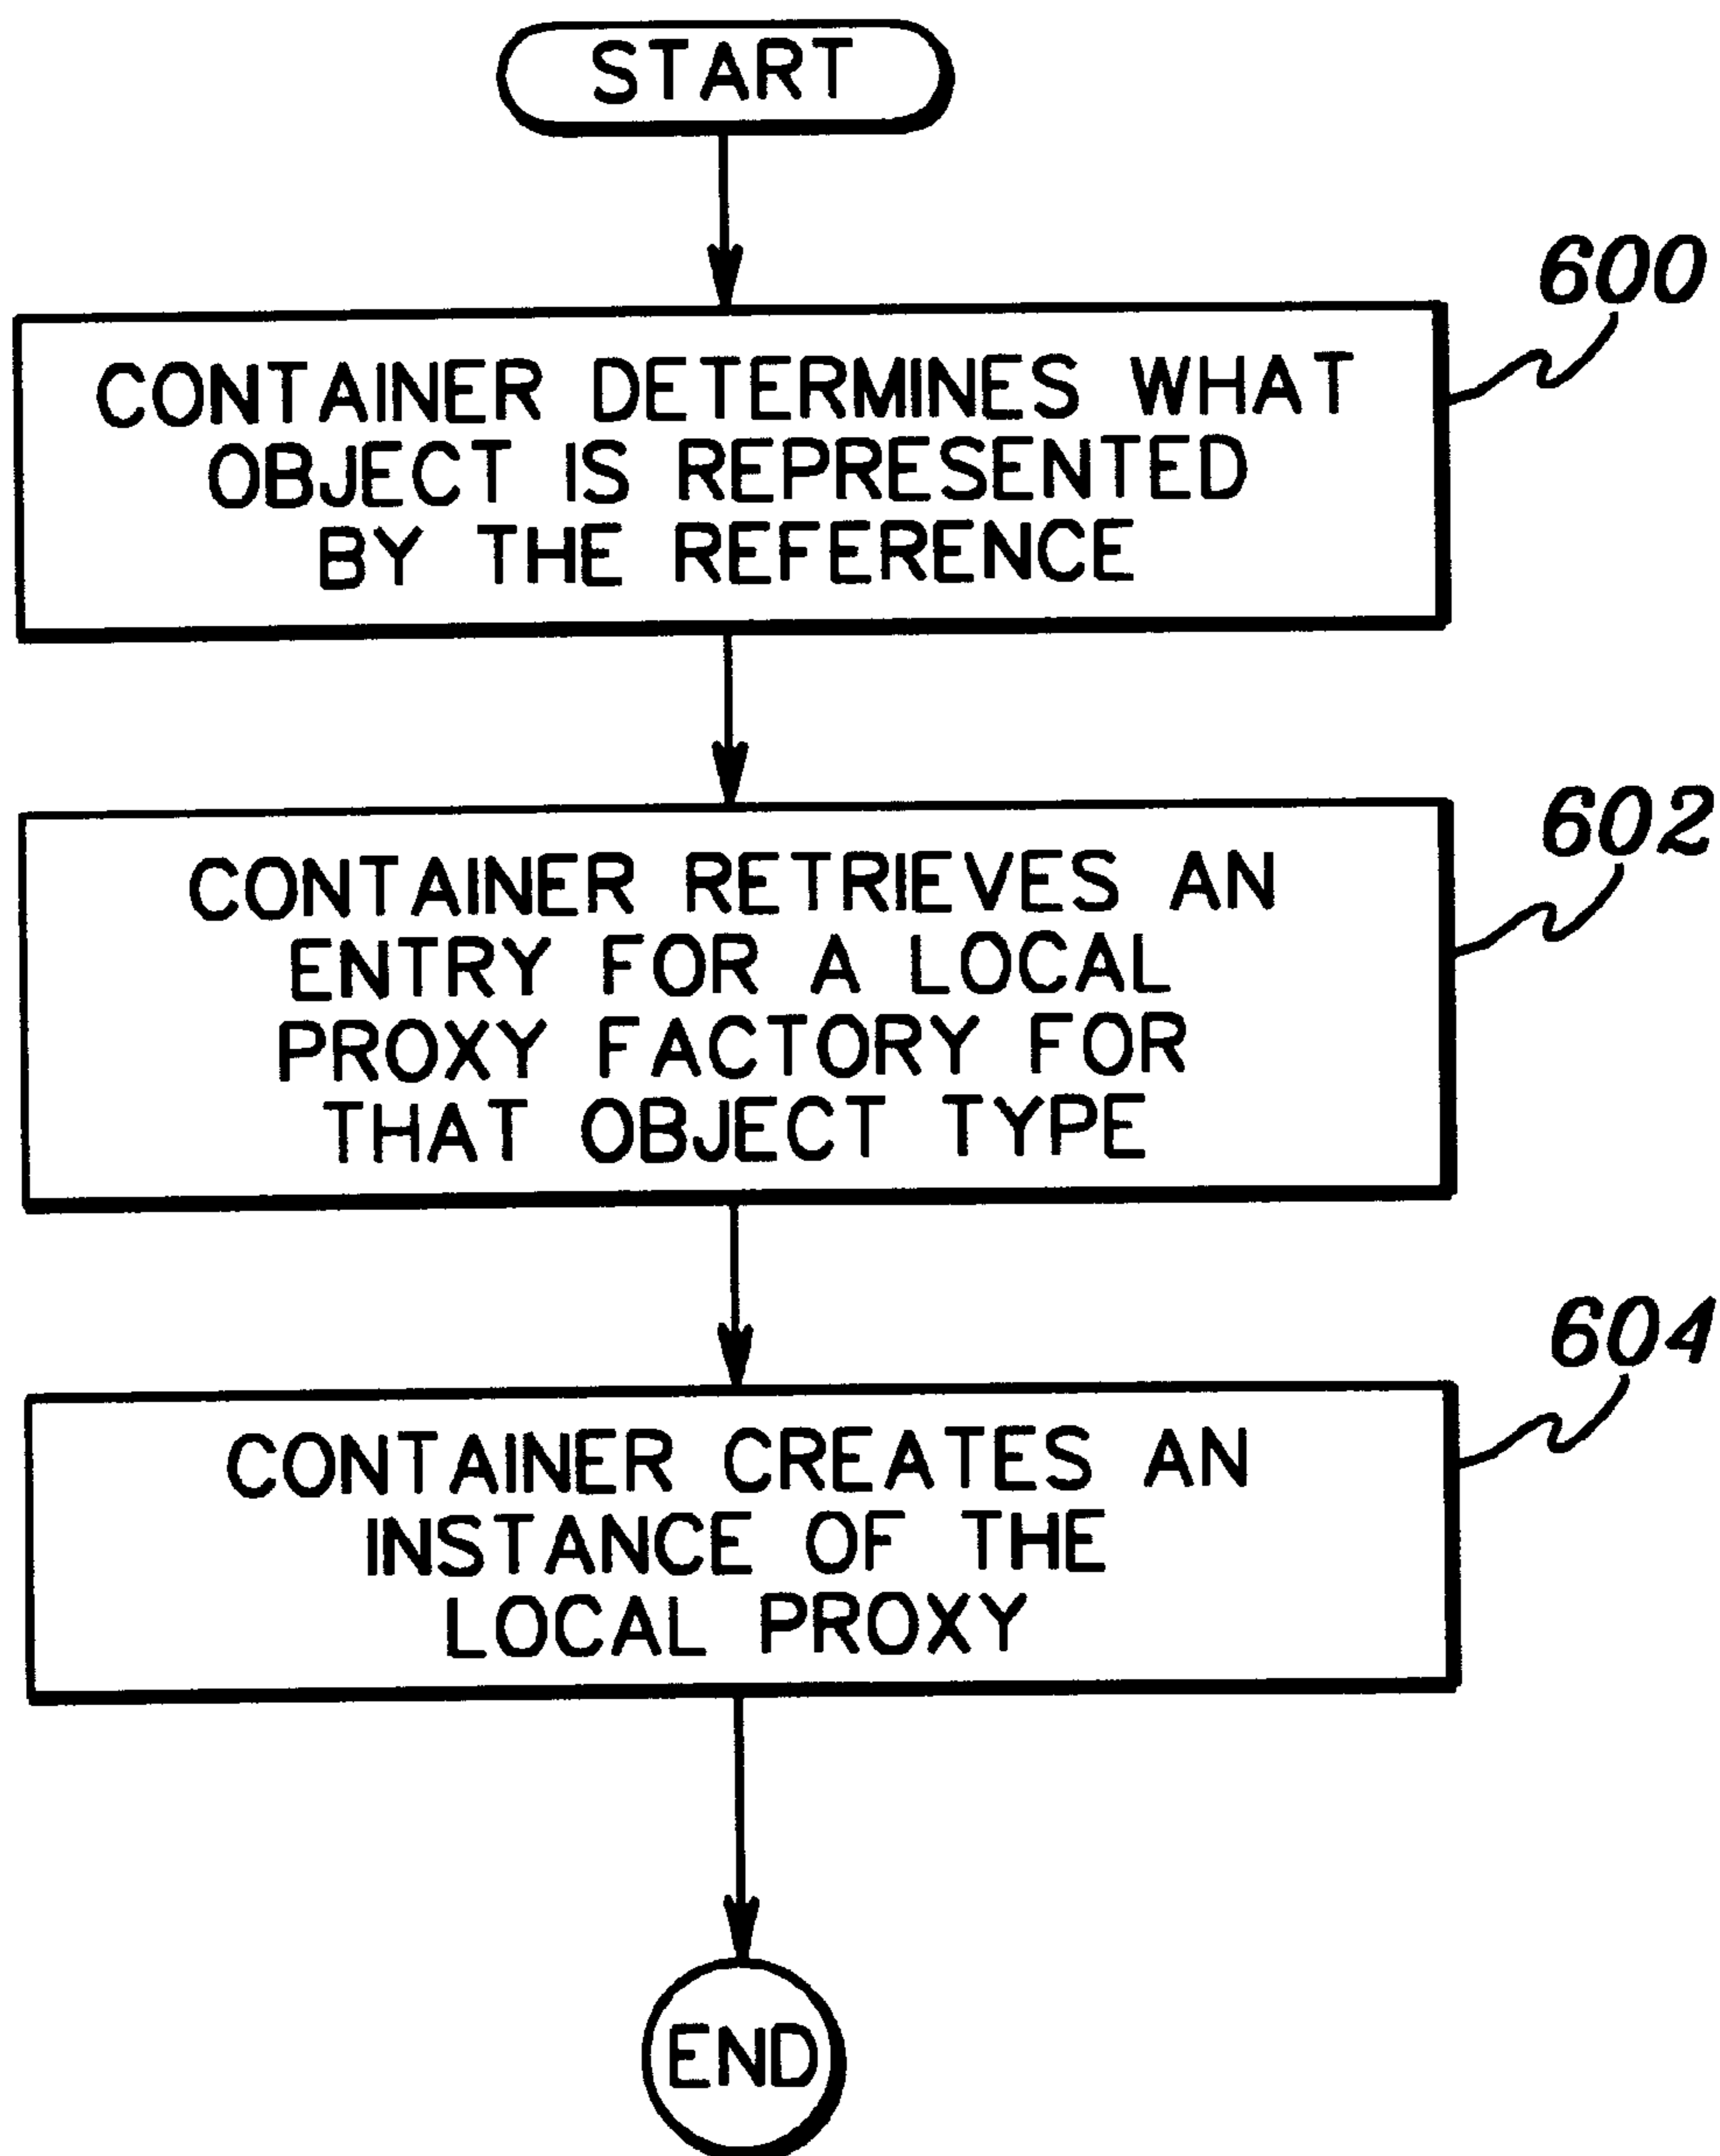 START
600
CONTAINER DETERMINES WHAT
OBJECT IS REPRESENTED
BY THE REFERENCE
602
CONTAINER RETRIEVES AN
ENTRY FOR A LOCAL
PROXY FACTORY FOR
THAT OBJECT TYPE
604
CONTAINER CREATES AN
INSTANCE OF THE
LOCAL PROXY
END